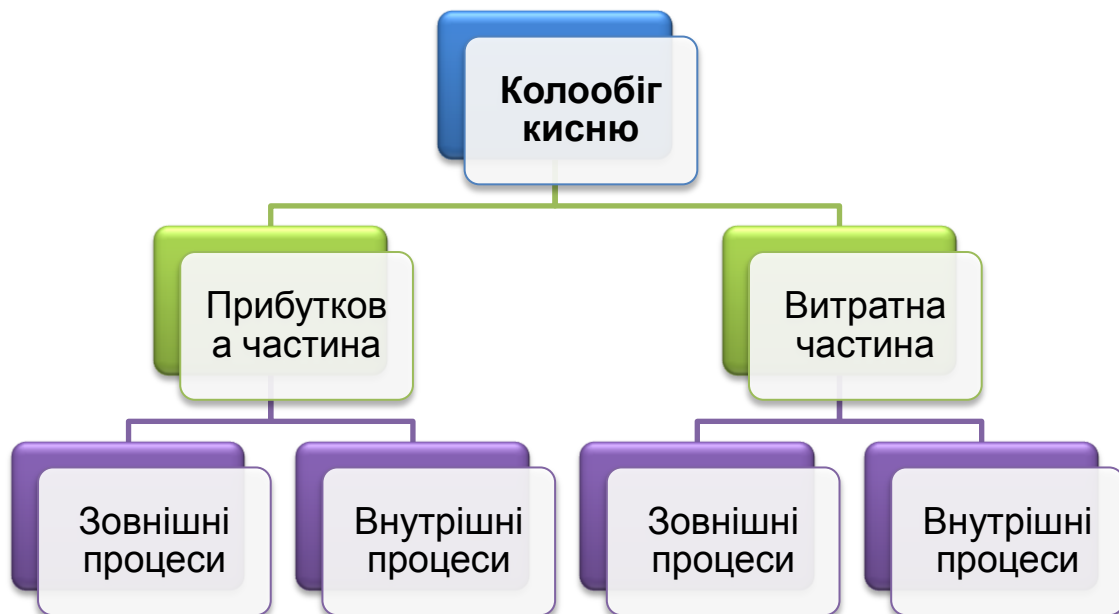 Колообіг
кисню
Прибутков
а частина
Витратна
частина
Зовнішні
процеси
Внутрішні
процеси
Зовнішні
процеси
Внутрішні
процеси